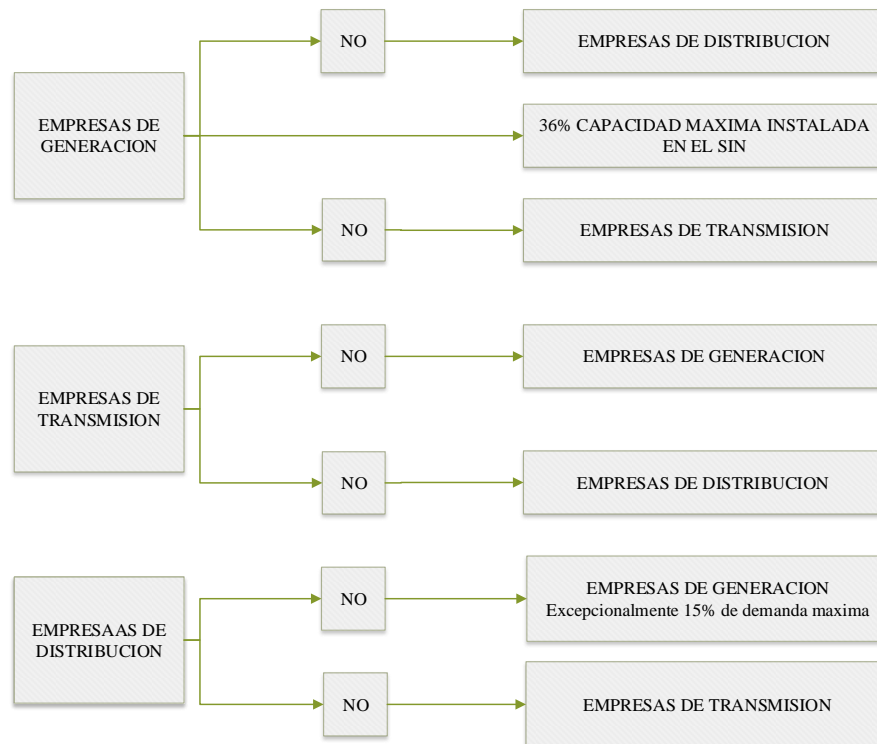 NO
EMPRESAS DE DISTRIBUCION
EMPRESAS DE
GENERACION
36% CAPACIDAD MAXIMA INSTALADA
EN EL SIN
NO
EMPRESAS DE TRANSMISION
EMPRESAS DE
TRANSMISION
NO
EMPRESAS DE GENERACION
NO
EMPRESAS DE DISTRIBUCION
EMPRESAAS DE
DISTRIBUCION
NO
EMPRESAS DE GENERACION
Excepcionalmente 15% de demanda maxima
NO
EMPRESAS DE TRANSMISION